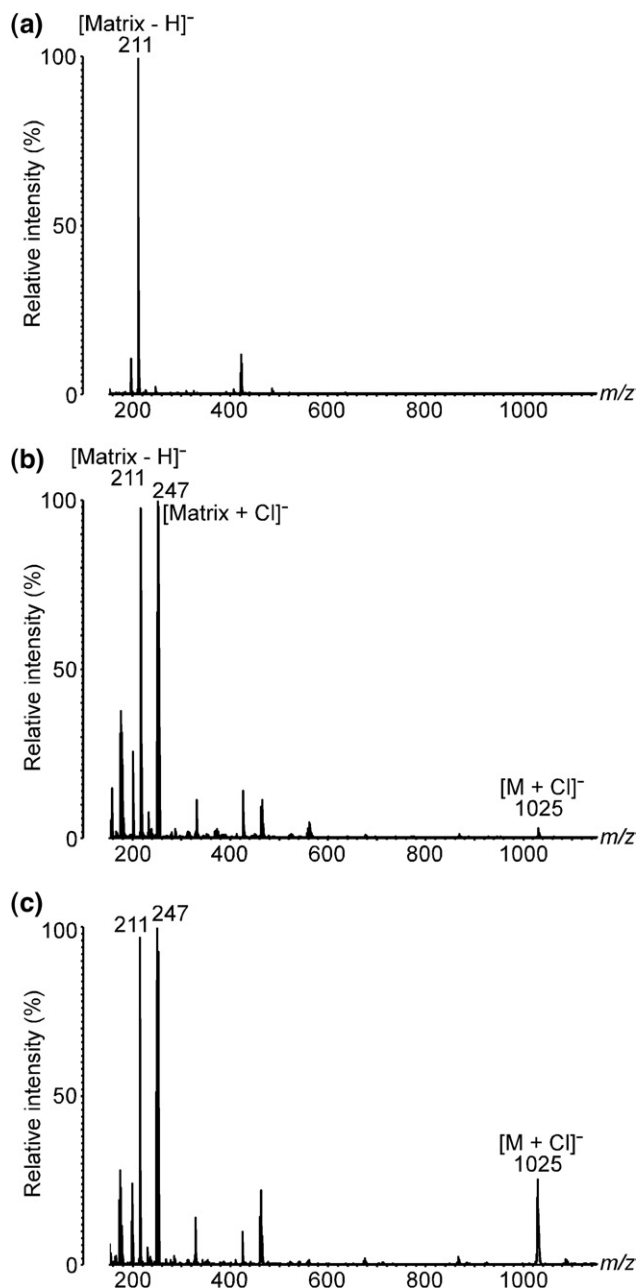 (a)
[Matrix - H]⁻
211
100
50
0
Relative intensity (%)
200 400 600 800 1000 m/z
(b)
[Matrix - H]⁻
211 247
[Matrix + Cl]⁻
100
50
0
Relative intensity (%)
[M + Cl]⁻
1025
200 400 600 800 1000 m/z
(c)
211 247
100
50
0
Relative intensity (%)
[M + Cl]⁻
1025
200 400 600 800 1000 m/z